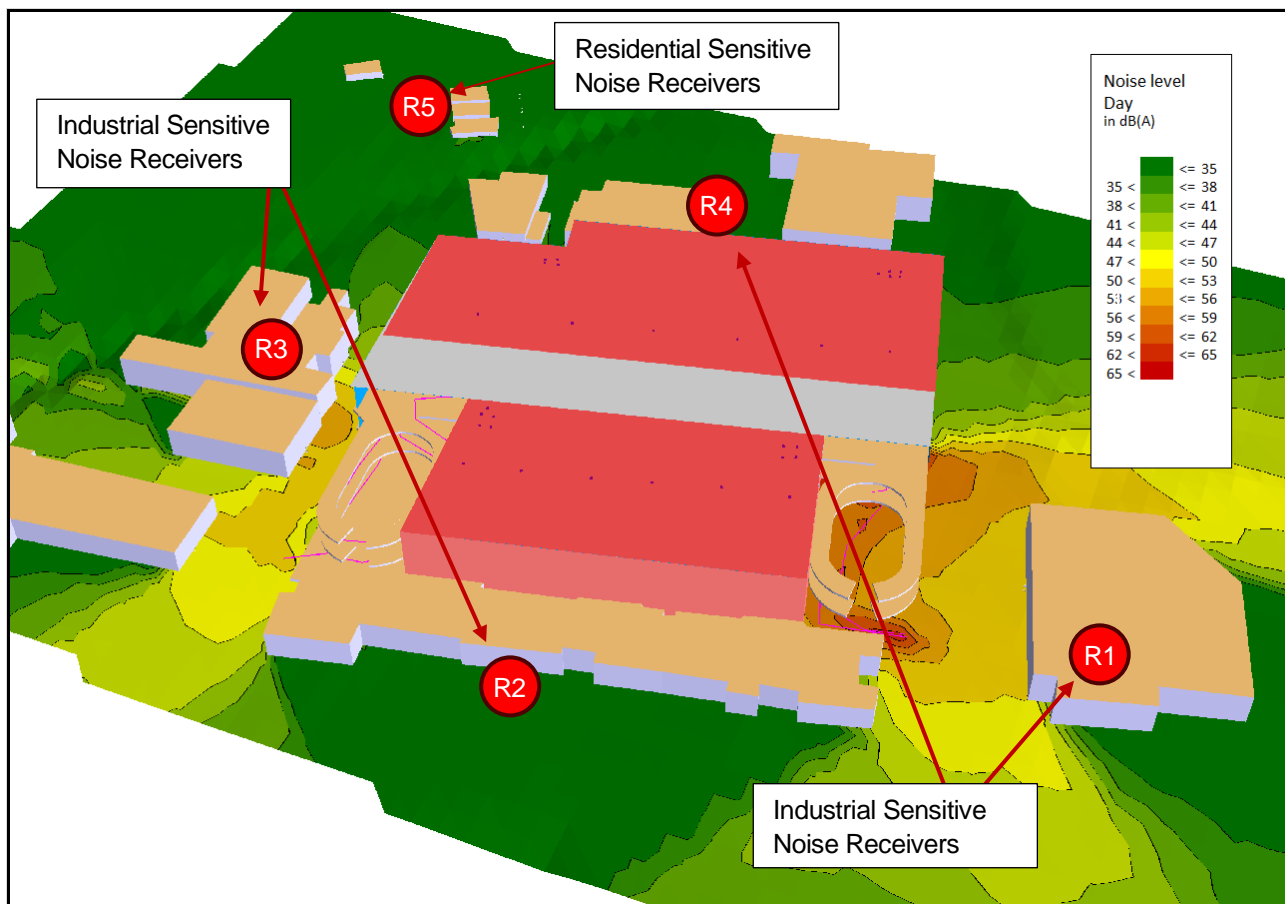 Residential Sensitive
Noise Receivers
R5
Industrial Sensitive
Noise Receivers
R4
R3
R2
R1
Industrial Sensitive
Noise Receivers
Noise level
Day
in dB(A)
<= 35
35 < <= 38
38 < <= 41
41 < <= 44
44 < <= 47
47 < <= 50
50 < <= 53
53 < <= 56
56 < <= 59
59 < <= 62
62 < <= 65
65 <